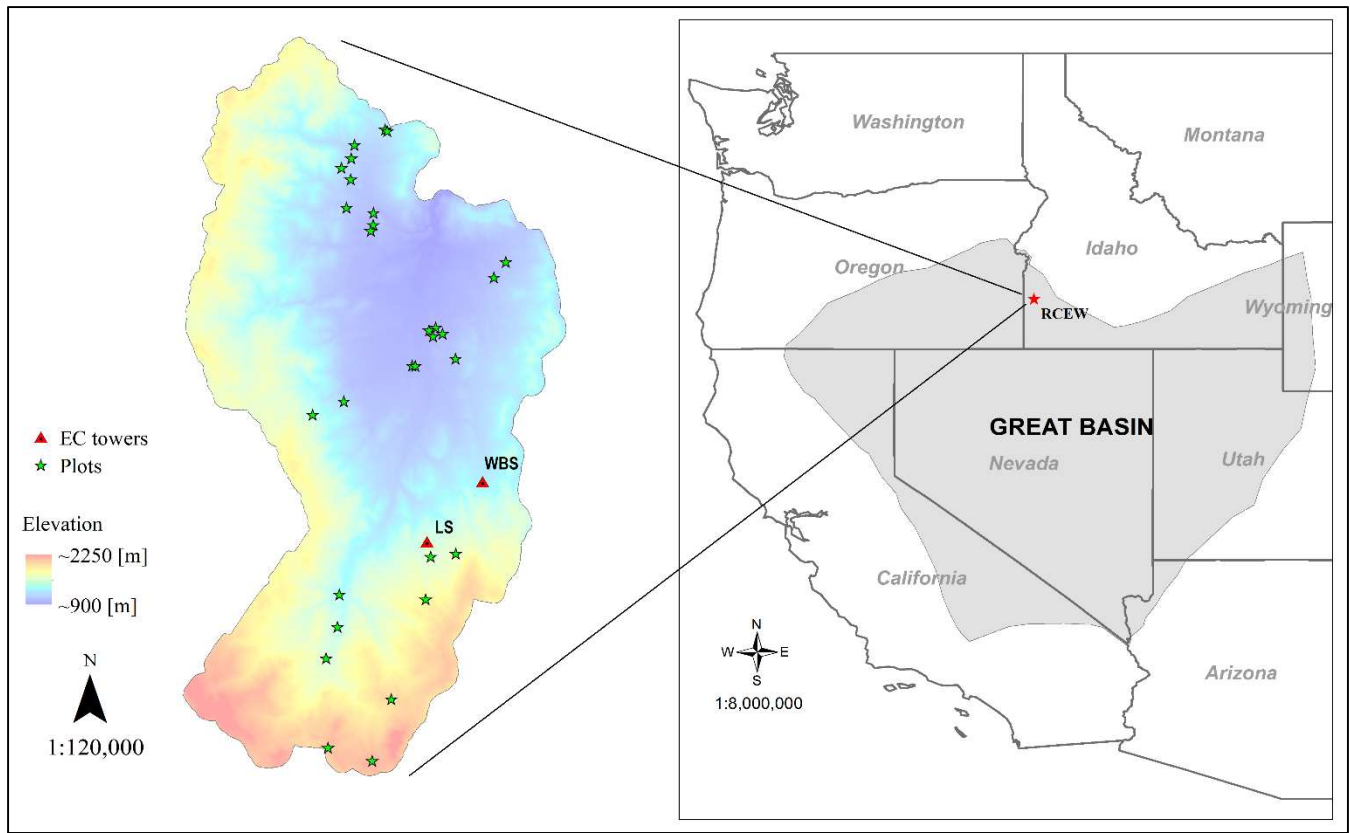 WBS
LS
EC towers
Plots
Elevation
~2250 [m]
~900 [m]
N
1:120,000
Washington
Montana
Oregon
Idaho
Wyoming
RCEW
GREAT BASIN
Nevada
Utah
California
Arizona
N
W E
S
1:8,000,000